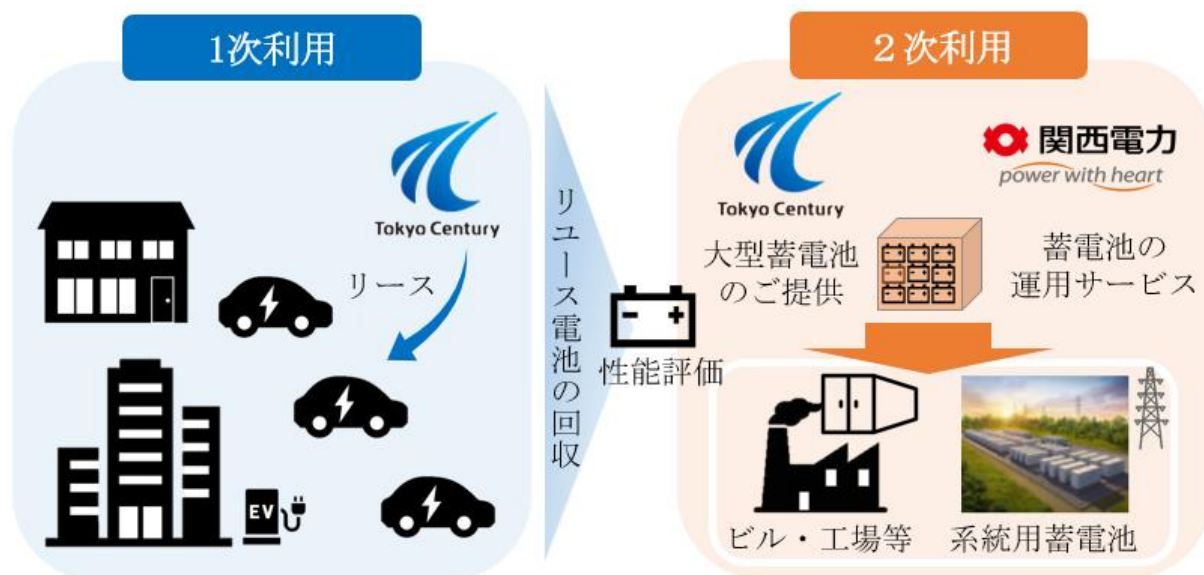 1次利用
Tokyo Century
リース
EV
リユース電池の回収
性能評価
２次利用
Tokyo Century
関西電力
power with heart
大型蓄電池
のご提供
蓄電池の
運用サービス
ビル・工場等
系統用蓄電池